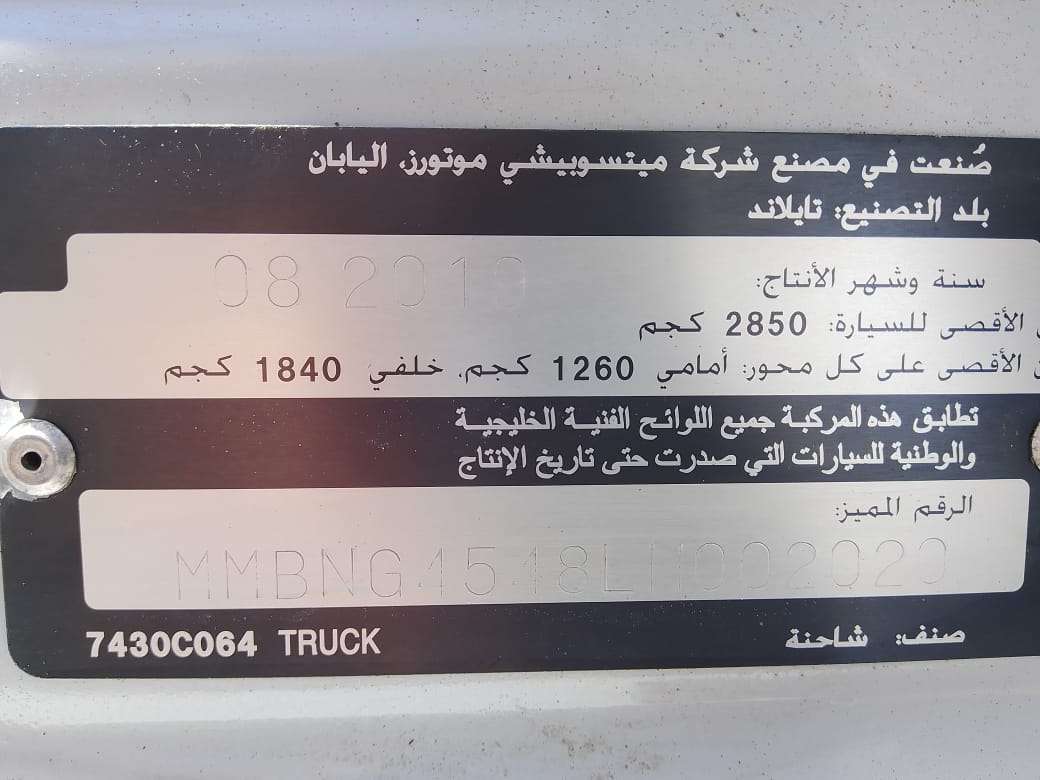 صُنعت في مصنع شركة ميتسوبيشي موتورز، اليابان
بلد التصنيع: تايلاند
سنة وشهر الأنتاج: 08 2010
الأقصى للسيارة: 2850 كجم
الأقصى على كل محور: أمامي 1260 كجم، خلفي 1840 كجم
تطابق هذه المركبة جميع اللوائح الفنية الخليجية
والوطنية للسيارات التي صدرت حتى تاريخ الإنتاج
الرقم المميز:
صنف: شاحنة
7430C064 TRUCK